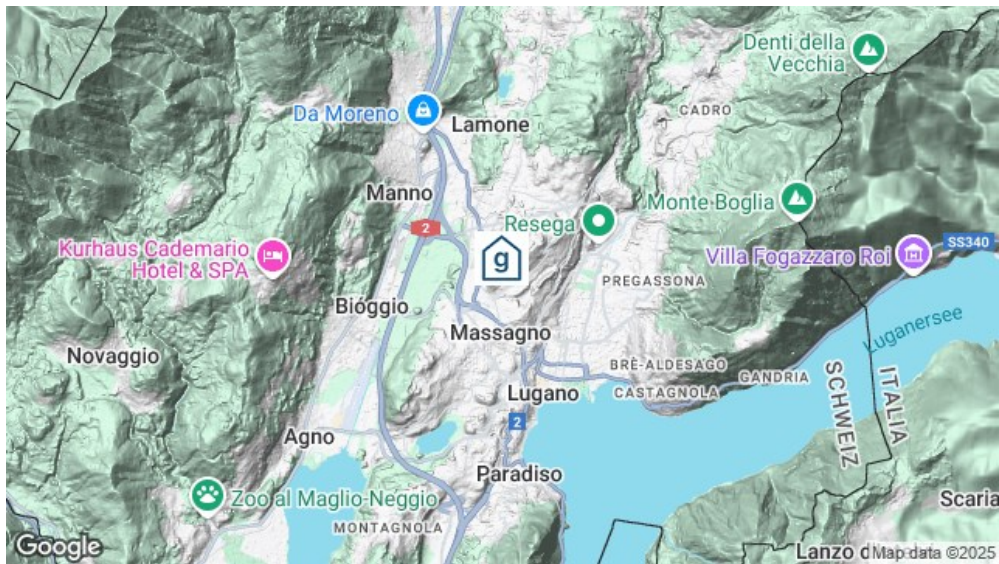 Denti della
Vecchia
Da Moreno
CADRO
Lamone
Manno
Monte Boglia
Resega
2
Kurhaus Cademario
Hotel & SPA
g
Villa Fogazzaro Roi
SS340
PREGASSONA
Bióggio
Luganersee
Massagno
Novaggio
BRÈ-ALDESAGO
GANDRIA
CASTAGNOLA
Lugano
SCHWEIZ
ITALIA
2
Agno
Paradiso
Zoo al Maglio-Neggio
Scaria
MONTAGNOLA
Google
Lanzo
Map data ©2025